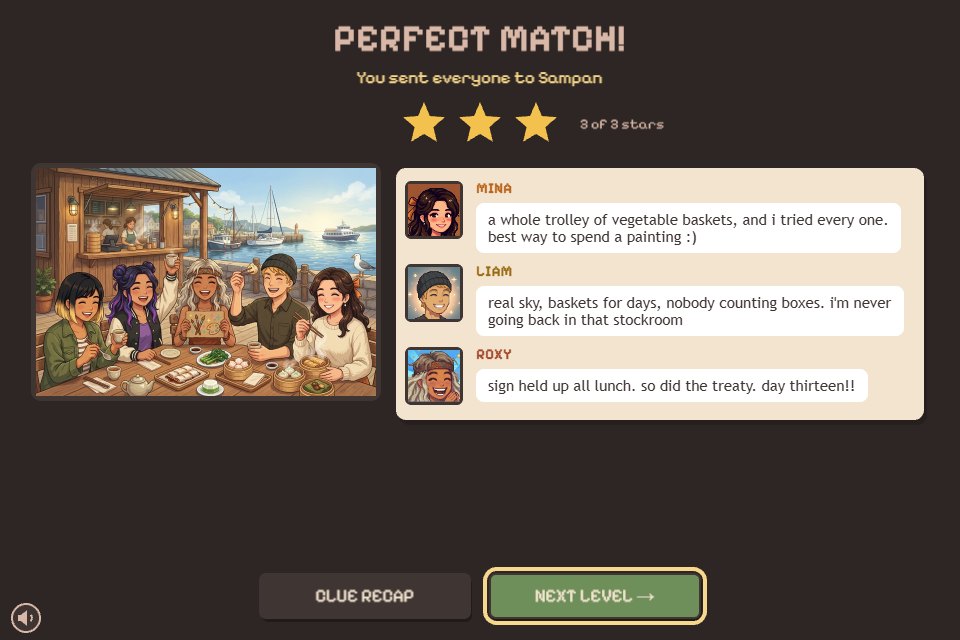 PERFECT MATCH!
You sent everyone to Sampan
3 of 3 stars
MINA
a whole trolley of vegetable baskets, and i tried every one.
best way to spend a painting :)
LIAM
real sky, baskets for days, nobody counting boxes. i'm never
going back in that stockroom
ROXY
sign held up all lunch. so did the treaty. day thirteen!!
CLUE RECAP
NEXT LEVEL →